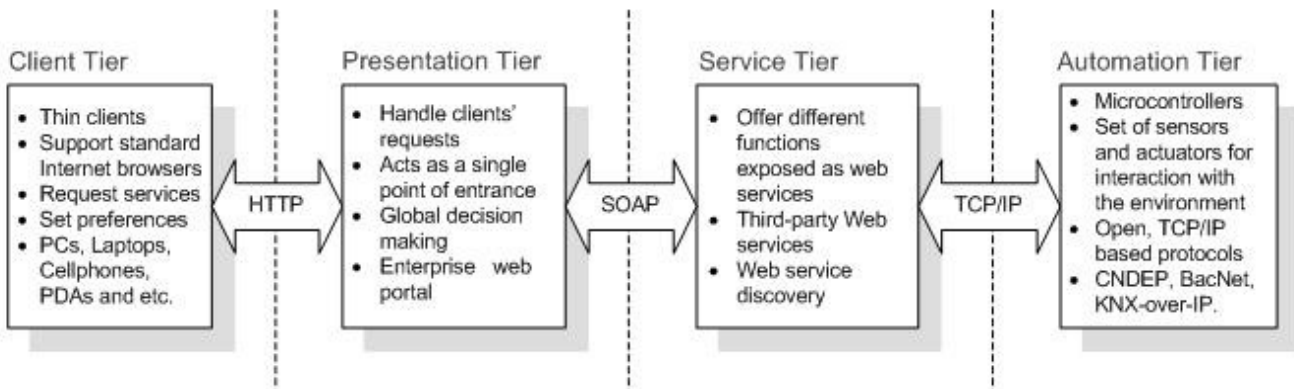 Client Tier
Thin clients
Support standard
Internet browsers
Request services
Set preferences
PCs, Laptops,
Cellphones,
PDAs and etc.
HTTP
Presentation Tier
Handle clients'
requests
Acts as a single
point of entrance
Global decision
making
Enterprise web
portal
SOAP
Service Tier
Offer different
functions
exposed as web
services
Third-party Web
services
Web service
discovery
TCP/IP
Automation Tier
Microcontrollers
Set of sensors
and actuators for
interaction with
the environment
Open, TCP/IP
based protocols
CNDEP, BacNet,
KNX-over-IP.